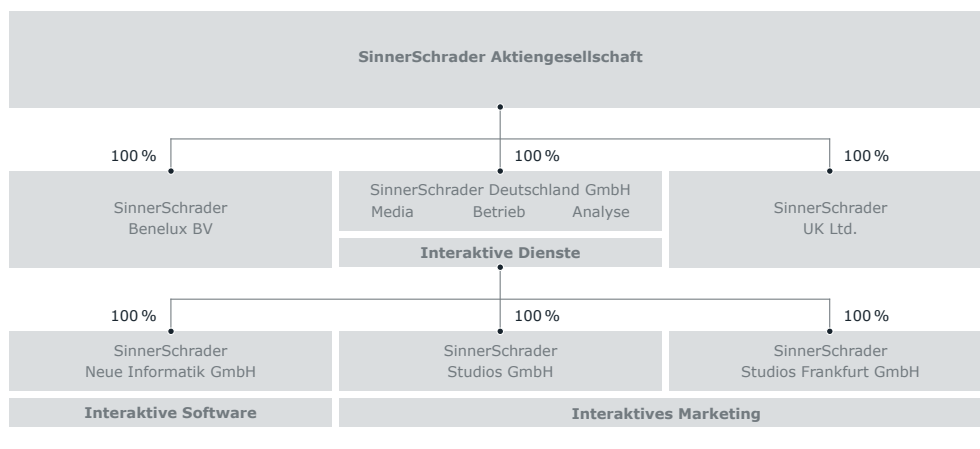 SinnerSchrader Aktiengesellschaft
100 % 100 % 100 %
SinnerSchrader
Benelux BV
SinnerSchrader Deutschland GmbH
Media Betrieb Analyse
Interaktive Dienste
SinnerSchrader
UK Ltd.
100 % 100 % 100 %
SinnerSchrader
Neue Informatik GmbH
SinnerSchrader
Studios GmbH
SinnerSchrader
Studios Frankfurt GmbH
Interaktive Software
Interaktives Marketing